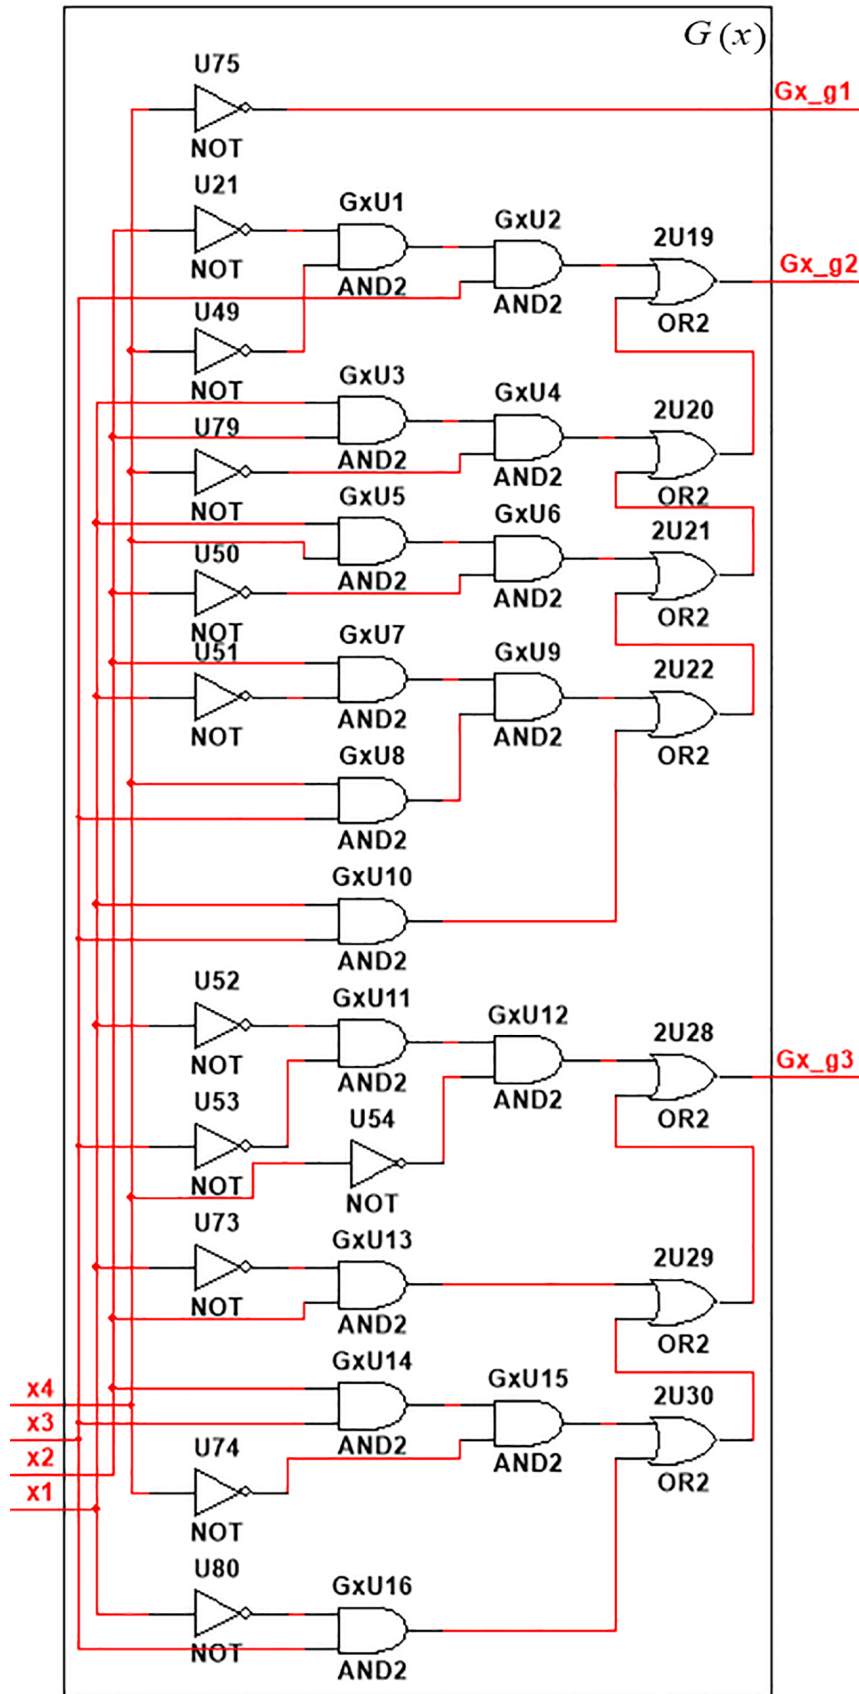 G (x)
U75
Gx_g1
NOT
U21
GxU1
GxU2
2U19
Gx_g2
NOT
AND2
AND2
OR2
U49
NOT
GxU3
GxU4
2U20
U79
AND2
AND2
OR2
NOT
GxU5
GxU6
2U21
U50
AND2
AND2
OR2
NOT
U51
GxU7
GxU9
2U22
NOT
AND2
AND2
OR2
GxU8
AND2
GxU10
AND2
U52
GxU11
GxU12
2U28
Gx_g3
NOT
AND2
AND2
OR2
U53
U54
NOT
NOT
U73
GxU13
2U29
NOT
AND2
OR2
GxU14
GxU15
2U30
x4
x3
x2
x1
AND2
AND2
OR2
U74
NOT
U80
GxU16
NOT
AND2